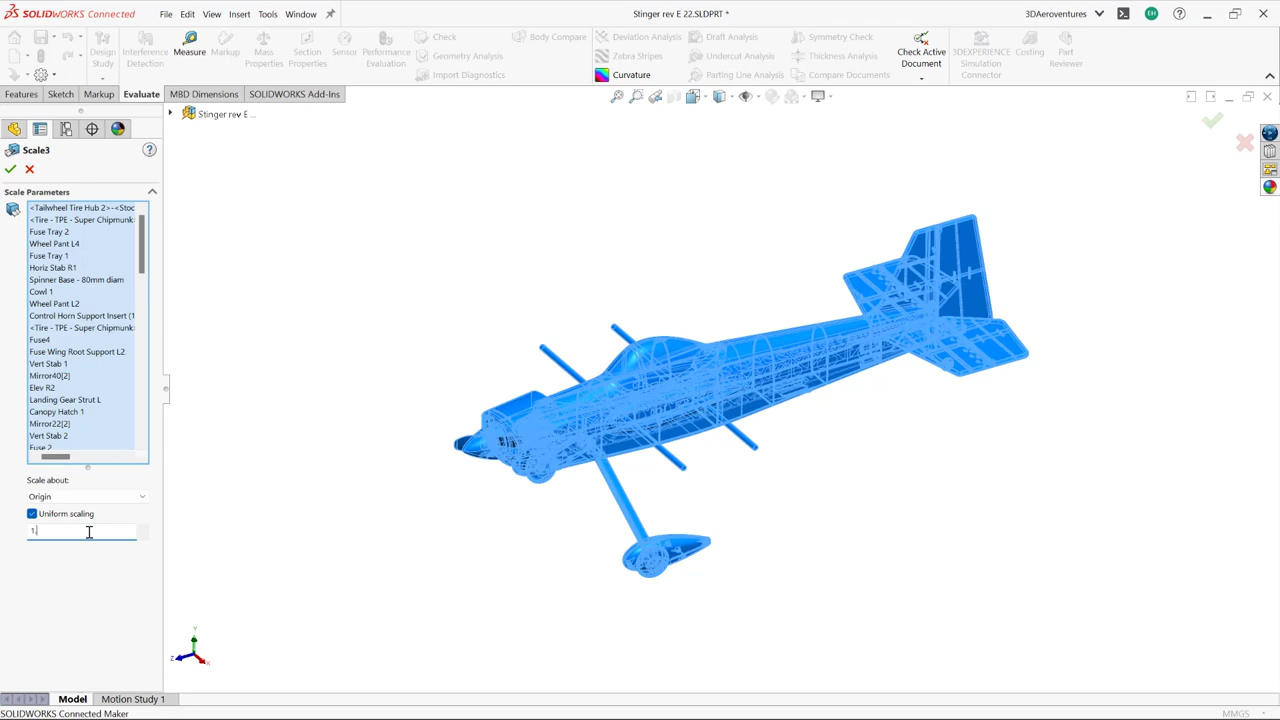 SOLIDWORKS Connected
File
Edit
View
Insert
Tools
Window
Stinger rev E 22.SLDPRT *
3DAeroventures
EH
Design Study
Interference Detection
Measure
Markup
Mass Properties
Section Properties
Sensor
Performance Evaluation
Check
Geometry Analysis
Import Diagnostics
Body Compare
Deviation Analysis
Zebra Stripes
Curvature
Draft Analysis
Undercut Analysis
Parting Line Analysis
Symmetry Check
Thickness Analysis
Compare Documents
Check Active Document
3DEXPERIENCE Simulation Connector
Costing
Part Reviewer
Features
Sketch
Markup
Evaluate
MBD Dimensions
SOLIDWORKS Add-Ins
Stinger rev E ...
Scale3
Scale Parameters
<Tailwheel Tire Hub 2>-<Stoc
<Tire - TPE - Super Chipmunk>
Fuse Tray 2
Wheel Pant L4
Fuse Tray 1
Horiz Stab R1
Spinner Base - 80mm diam
Cowl 1
Wheel Pant L2
Control Horn Support Insert (1
<Tire - TPE - Super Chipmunk>
Fuse4
Fuse Wing Root Support L2
Vert Stab 1
Mirror40[2]
Elev R2
Landing Gear Strut L
Canopy Hatch 1
Mirror22[2]
Vert Stab 2
Fuse 2
Scale about:
Origin
Uniform scaling
1.
Y
Z
X
Model
Motion Study 1
SOLIDWORKS Connected Maker
MMGS